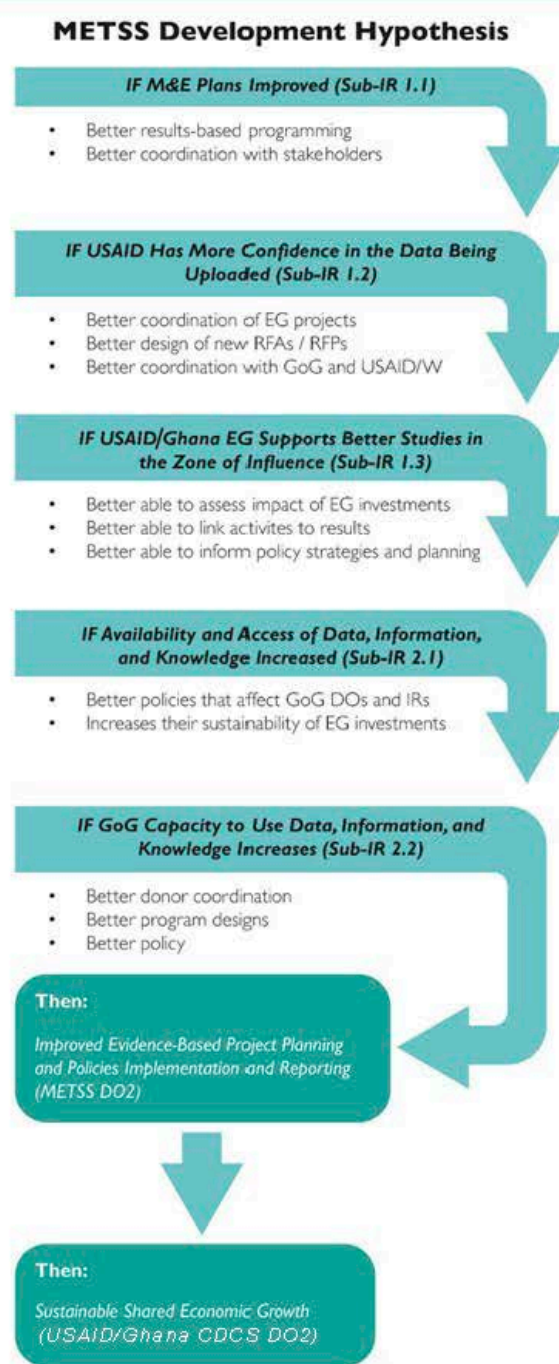 METSS Development Hypothesis
IF M&E Plans Improved (Sub-IR 1.1)
• Better results-based programming
• Better coordination with stakeholders
IF USAID Has More Confidence in the Data Being
Uploaded (Sub-IR 1.2)
• Better coordination of EG projects
• Better design of new RFAs / RFPs
• Better coordination with GoG and USAID/W
IF USAID/Ghana EG Supports Better Studies in
the Zone of Influence (Sub-IR 1.3)
• Better able to assess impact of EG investments
• Better able to link activites to results
• Better able to inform policy strategies and planning
IF Availability and Access of Data, Information,
and Knowledge Increased (Sub-IR 2.1)
• Better policies that affect GoG DOs and IRs
• Increases their sustainability of EG investments
IF GoG Capacity to Use Data, Information, and
Knowledge Increases (Sub-IR 2.2)
• Better donor coordination
• Better program designs
• Better policy
Then:
Improved Evidence-Based Project Planning
and Policies Implementation and Reporting
(METSS DO2)
Then:
Sustainable Shared Economic Growth
(USAID/Ghana CDCS DO2)